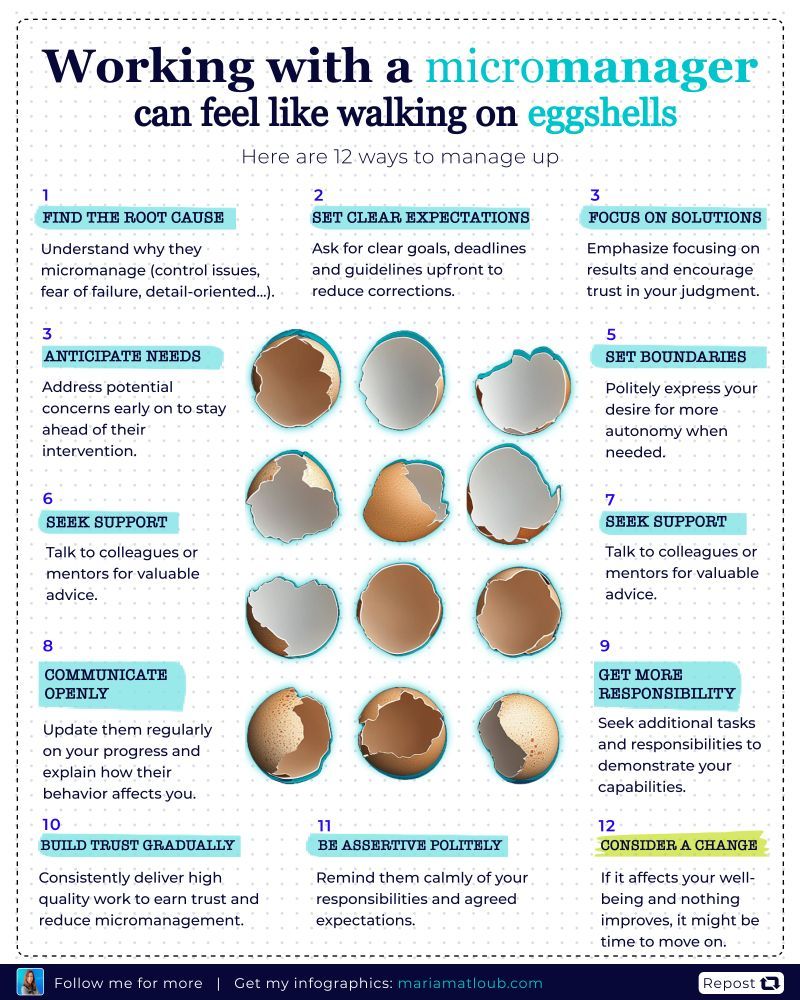 Working with a micromanager
can feel like walking on eggshells
Here are 12 ways to manage up
1
FIND THE ROOT CAUSE
Understand why they
micromanage (control issues,
fear of failure, detail-oriented...).
2
SET CLEAR EXPECTATIONS
Ask for clear goals, deadlines
and guidelines upfront to
reduce corrections.
3
FOCUS ON SOLUTIONS
Emphasize focusing on
results and encourage
trust in your judgment.
3
ANTICIPATE NEEDS
Address potential
concerns early on to stay
ahead of their
intervention.
5
SET BOUNDARIES
Politely express your
desire for more
autonomy when
needed.
6
SEEK SUPPORT
Talk to colleagues or
mentors for valuable
advice.
7
SEEK SUPPORT
Talk to colleagues or
mentors for valuable
advice.
8
COMMUNICATE
OPENLY
Update them regularly
on your progress and
explain how their
behavior affects you.
9
GET MORE
RESPONSIBILITY
Seek additional tasks
and responsibilities to
demonstrate your
capabilities.
10
BUILD TRUST GRADUALLY
Consistently deliver high
quality work to earn trust and
reduce micromanagement.
11
BE ASSERTIVE POLITELY
Remind them calmly of your
responsibilities and agreed
expectations.
12
CONSIDER A CHANGE
If it affects your well-
being and nothing
improves, it might be
time to move on.
Follow me for more | Get my infographics: mariamatloub.com
Repost